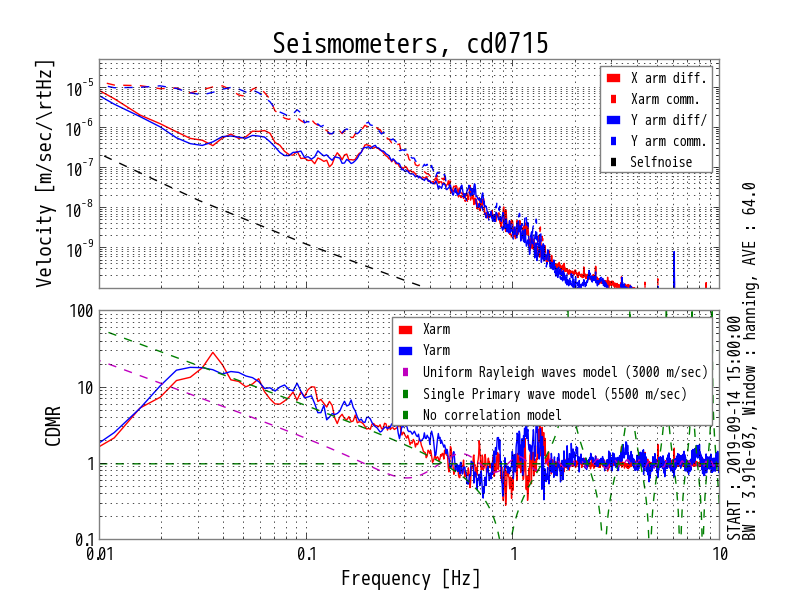 Seismometers, cd0715
Velocity [m/sec/\rtHz]
10^-5
10^-6
10^-7
10^-8
10^-9
X arm diff.
Xarm comm.
Y arm diff/
Y arm comm.
Selfnoise
CDMR
100
10
1
0.1
Xarm
Yarm
Uniform Rayleigh waves model (3000 m/sec)
Single Primary wave model (5500 m/sec)
No correlation model
0.01
0.1
1
10
Frequency [Hz]
START : 2019-09-14 15:00:00
BW : 3.91e-03, Window : hanning, AVE : 64.0